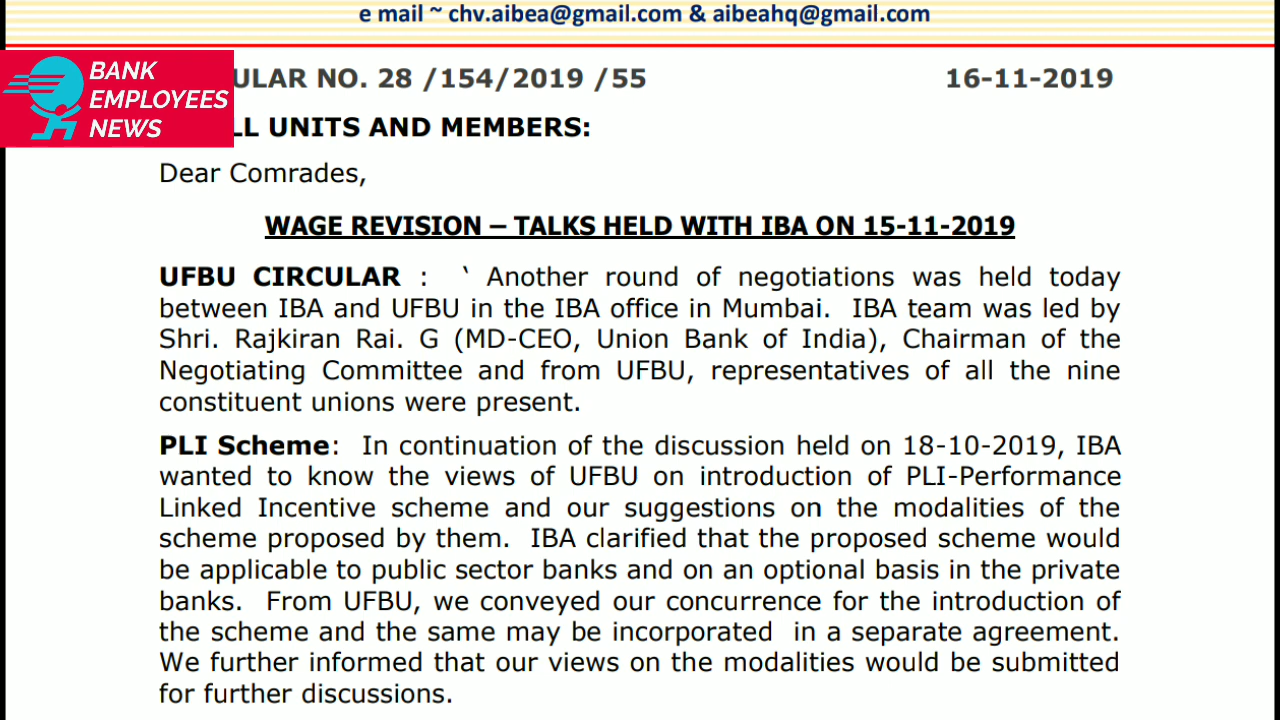 e mail ~ chv.aibea@gmail.com & aibeahq@gmail.com
BANK
EMPLOYEES
NEWS
ULAR NO. 28 /154/2019 /55 16-11-2019
LL UNITS AND MEMBERS:
Dear Comrades,
WAGE REVISION – TALKS HELD WITH IBA ON 15-11-2019
UFBU CIRCULAR : ‛ Another round of negotiations was held today
between IBA and UFBU in the IBA office in Mumbai. IBA team was led by
Shri. Rajkiran Rai. G (MD-CEO, Union Bank of India), Chairman of the
Negotiating Committee and from UFBU, representatives of all the nine
constituent unions were present.
PLI Scheme: In continuation of the discussion held on 18-10-2019, IBA
wanted to know the views of UFBU on introduction of PLI-Performance
Linked Incentive scheme and our suggestions on the modalities of the
scheme proposed by them. IBA clarified that the proposed scheme would
be applicable to public sector banks and on an optional basis in the private
banks. From UFBU, we conveyed our concurrence for the introduction of
the scheme and the same may be incorporated in a separate agreement.
We further informed that our views on the modalities would be submitted
for further discussions.